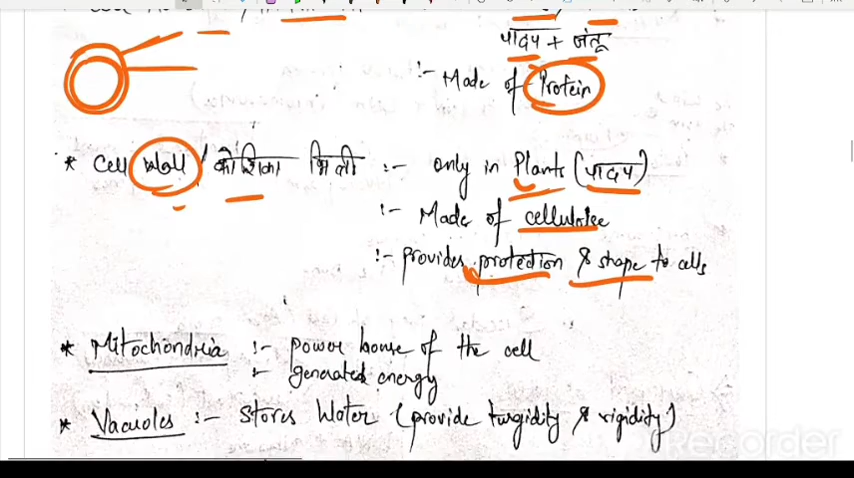 पादप + जंतू
:- Made of Protein
* Cell Wall / कोशिका भित्ती :- only in Plants (पादप)
:- Made of cellulose
:- provides protection & shape to cells
* Mitochondria :- power house of the cell
:- generated energy
* Vacuoles :- stores Water (provide turgidity & rigidity)
Recorder